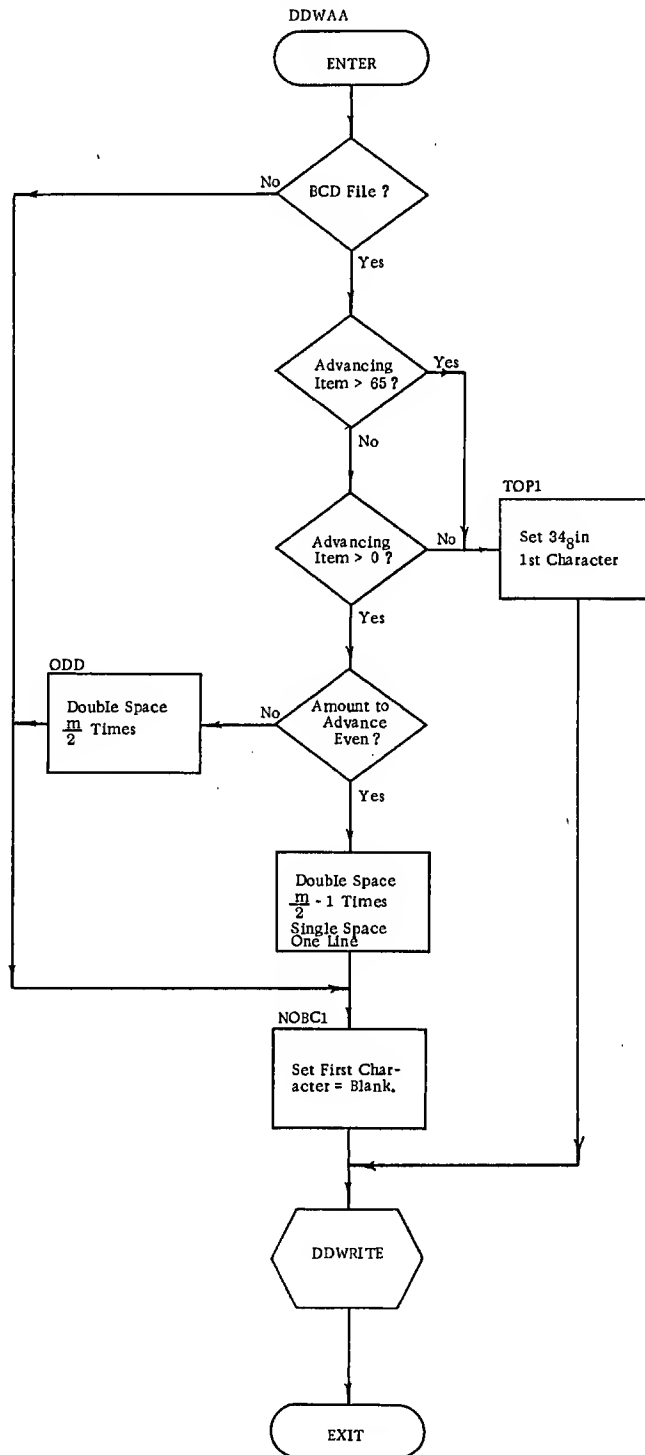 DDWAA
ENTER
No
BCD File ?
Yes
Advancing
Item > 65 ?
Yes
No
TOP1
Advancing
Item > 0 ?
No
Set 34₈ in
1st Character
Yes
ODD
Double Space
m/2 Times
No
Amount to
Advance
Even ?
Yes
Double Space
m/2 - 1 Times
Single Space
One Line
NOBC1
Set First Char-
acter = Blank.
DDWRITE
EXIT